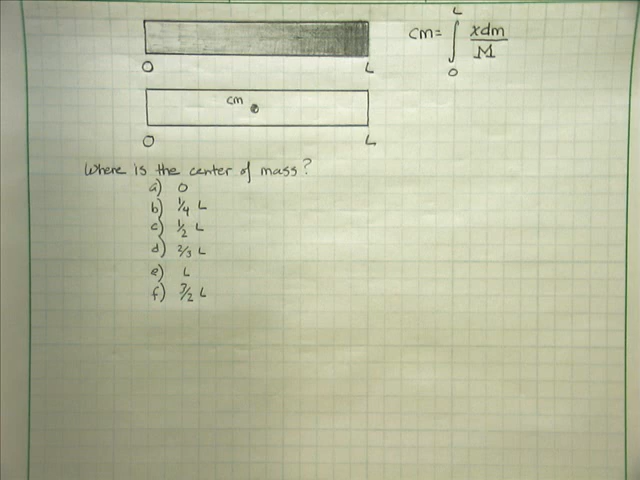 0 L
cm = ∫₀ᴸ xdm/M
cm
0 L
Where is the center of mass?
a) 0
b) 1/4 L
c) 1/2 L
d) 2/3 L
e) L
f) 3/2 L